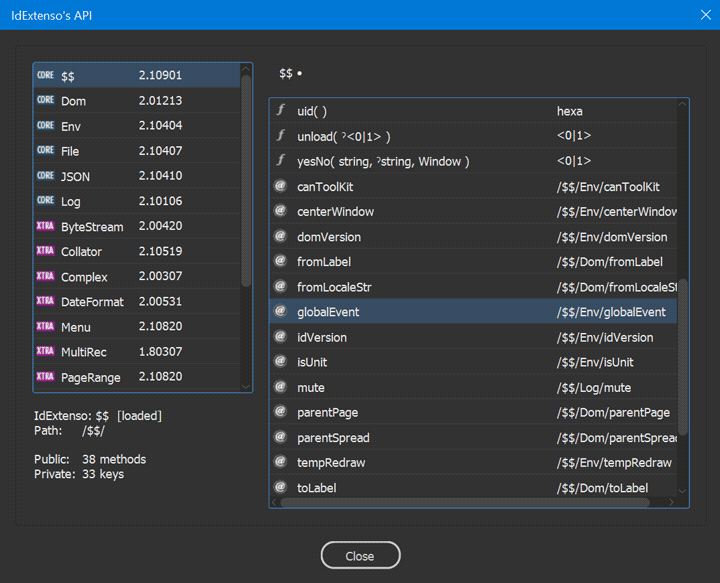 IdExtenso's API
CORE $$ 2.10901
CORE Dom 2.01213
CORE Env 2.10404
CORE File 2.10407
CORE JSON 2.10410
CORE Log 2.10106
XTRA ByteStream 2.00420
XTRA Collator 2.10519
XTRA Complex 2.00307
XTRA DateFormat 2.00531
XTRA Menu 2.10820
XTRA MultiRec 1.80307
XTRA PageRange 2.10820
IdExtenso: $$ [loaded]
Path: /$$/
Public: 38 methods
Private: 33 keys
$$ •
f uid( ) hexa
f unload( ?<0|1> ) <0|1>
f yesNo( string, ?string, Window ) <0|1>
@ canToolKit /$$/Env/canToolKit
@ centerWindow /$$/Env/centerWindow
@ domVersion /$$/Env/domVersion
@ fromLabel /$$/Dom/fromLabel
@ fromLocaleStr /$$/Dom/fromLocaleSt
@ globalEvent /$$/Env/globalEvent
@ idVersion /$$/Env/idVersion
@ isUnit /$$/Env/isUnit
@ mute /$$/Log/mute
@ parentPage /$$/Dom/parentPage
@ parentSpread /$$/Dom/parentSpread
@ tempRedraw /$$/Env/tempRedraw
@ toLabel /$$/Dom/toLabel
Close